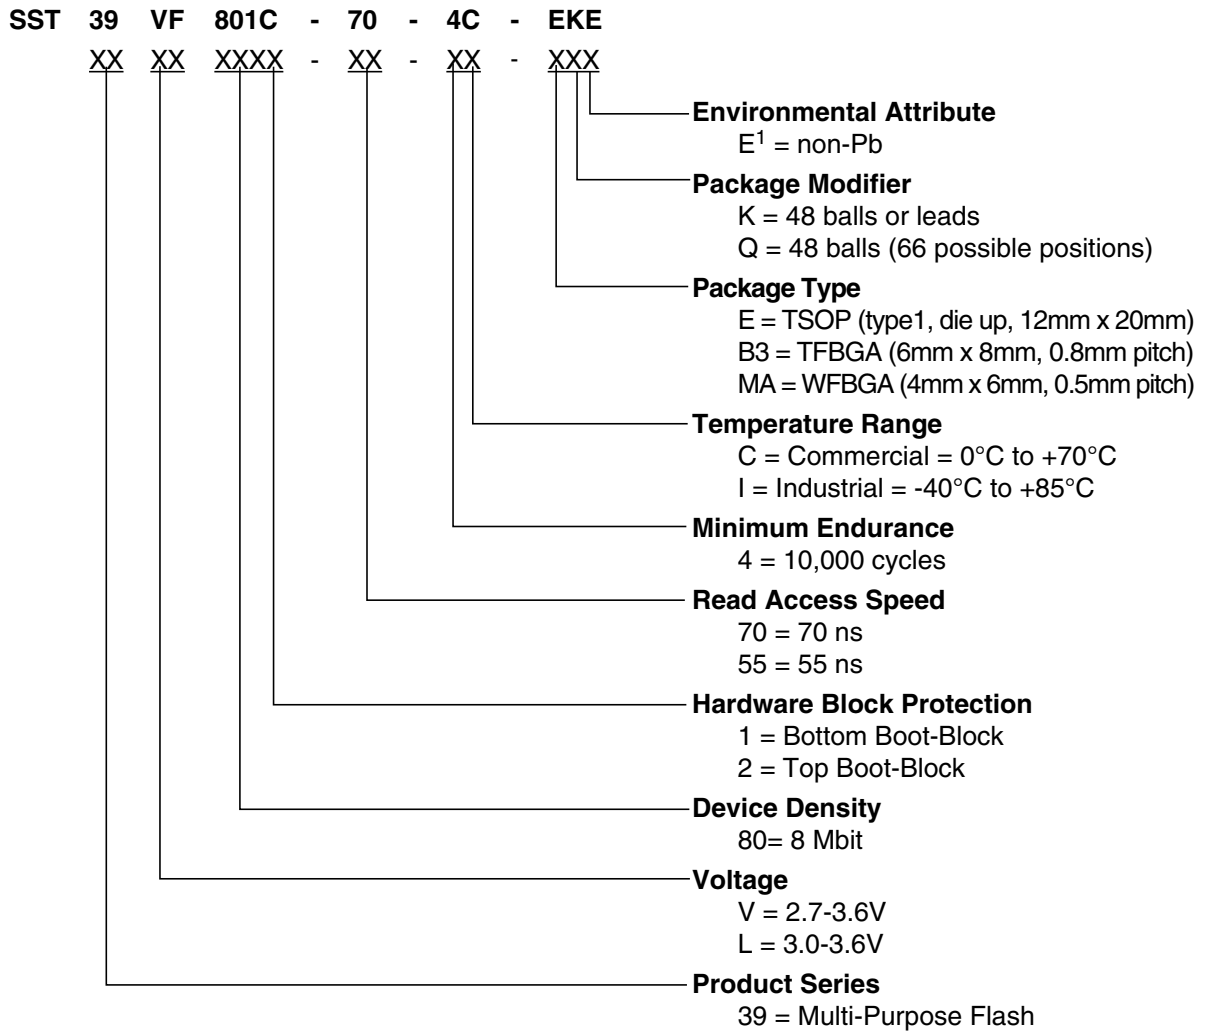 SST 39 VF 801C - 70 - 4C - EKE
XX XX XXXX - XX - XX - XXX
Environmental Attribute
E¹ = non-Pb
Package Modifier
K = 48 balls or leads
Q = 48 balls (66 possible positions)
Package Type
E = TSOP (type1, die up, 12mm x 20mm)
B3 = TFBGA (6mm x 8mm, 0.8mm pitch)
MA = WFBGA (4mm x 6mm, 0.5mm pitch)
Temperature Range
C = Commercial = 0°C to +70°C
I = Industrial = -40°C to +85°C
Minimum Endurance
4 = 10,000 cycles
Read Access Speed
70 = 70 ns
55 = 55 ns
Hardware Block Protection
1 = Bottom Boot-Block
2 = Top Boot-Block
Device Density
80= 8 Mbit
Voltage
V = 2.7-3.6V
L = 3.0-3.6V
Product Series
39 = Multi-Purpose Flash